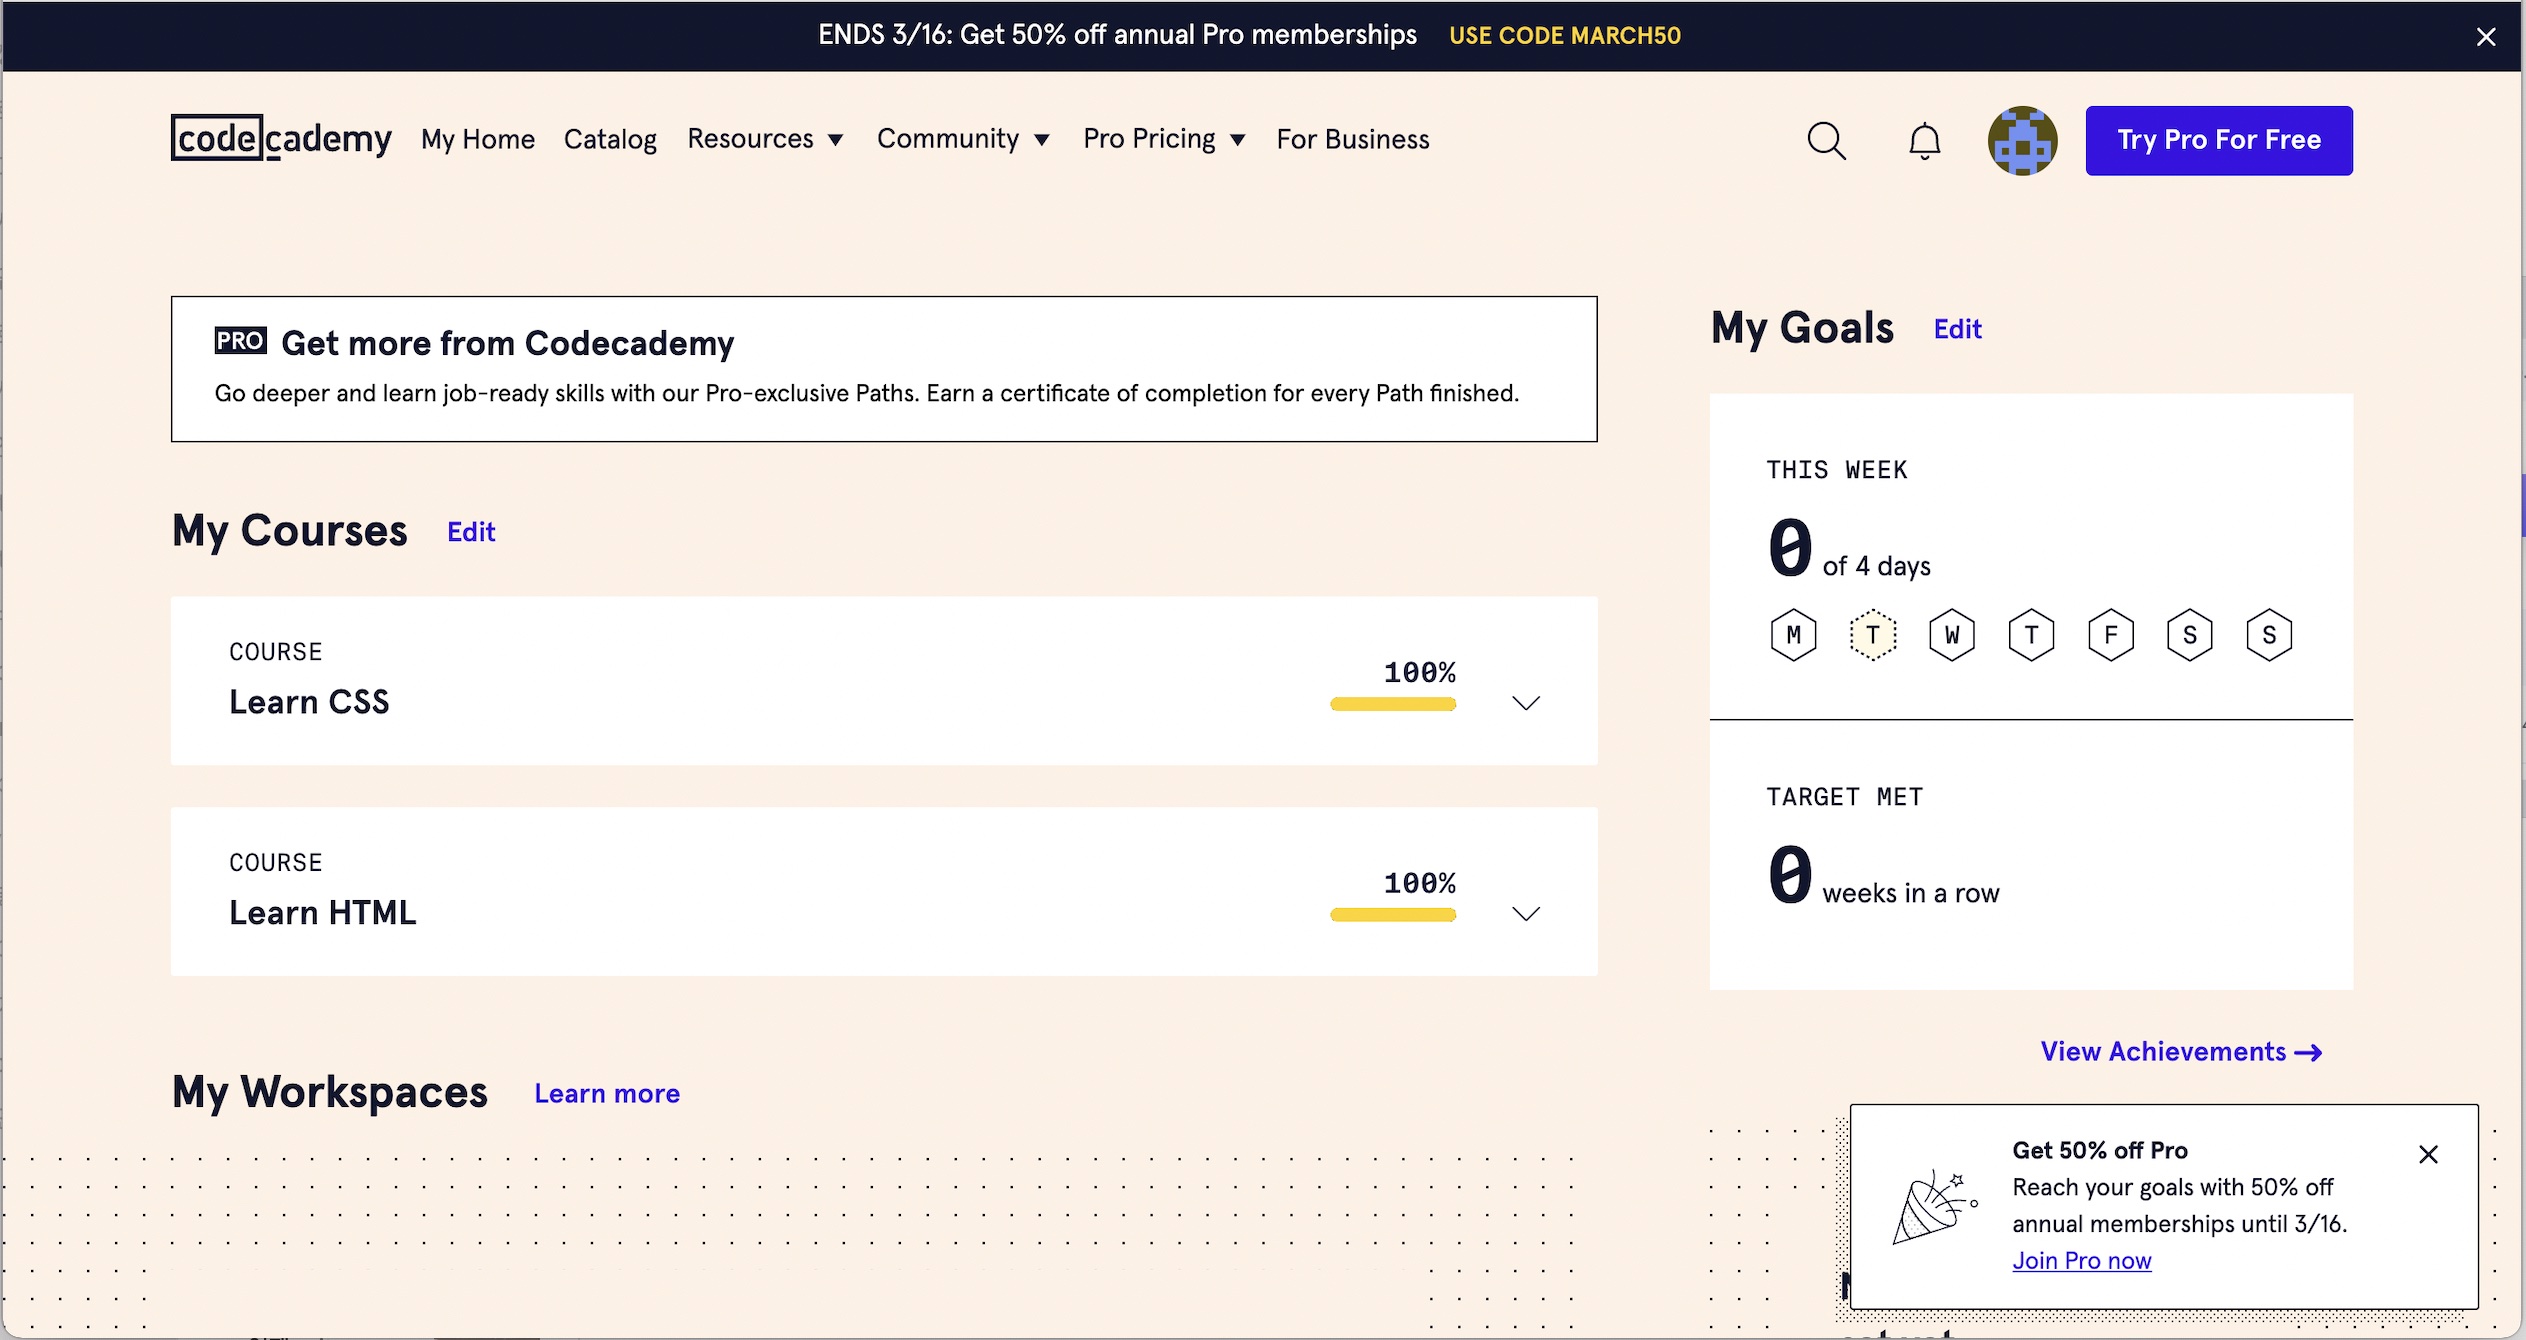 ENDS 3/16: Get 50% off annual Pro memberships USE CODE MARCH50
codecademy My Home Catalog Resources Community Pro Pricing For Business Try Pro For Free
PRO Get more from Codecademy
Go deeper and learn job-ready skills with our Pro-exclusive Paths. Earn a certificate of completion for every Path finished.
My Courses Edit
COURSE
Learn CSS
100%
COURSE
Learn HTML
100%
My Workspaces Learn more
My Goals Edit
THIS WEEK
0 of 4 days
M T W T F S S
TARGET MET
0 weeks in a row
View Achievements
Get 50% off Pro
Reach your goals with 50% off
annual memberships until 3/16.
Join Pro now